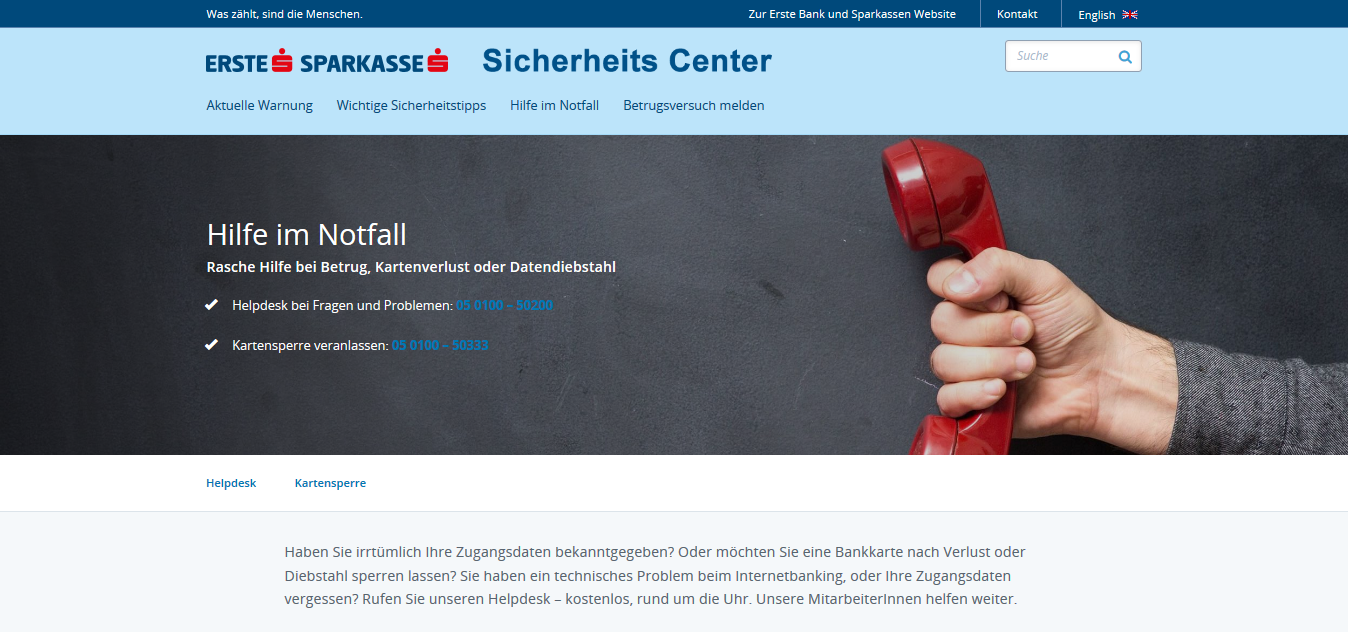 Was zählt, sind die Menschen.
Zur Erste Bank und Sparkassen Website
Kontakt
English
ERSTE SPARKASSE
Sicherheits Center
Suche
Aktuelle Warnung
Wichtige Sicherheitstipps
Hilfe im Notfall
Betrugsversuch melden
Hilfe im Notfall
Rasche Hilfe bei Betrug, Kartenverlust oder Datendiebstahl
Helpdesk bei Fragen und Problemen: 05 0100 – 50200
Kartensperre veranlassen: 05 0100 – 50333
Helpdesk
Kartensperre
Haben Sie irrtümlich Ihre Zugangsdaten bekanntgegeben? Oder möchten Sie eine Bankkarte nach Verlust oder
Diebstahl sperren lassen? Sie haben ein technisches Problem beim Internetbanking, oder Ihre Zugangsdaten
vergessen? Rufen Sie unseren Helpdesk – kostenlos, rund um die Uhr. Unsere MitarbeiterInnen helfen weiter.